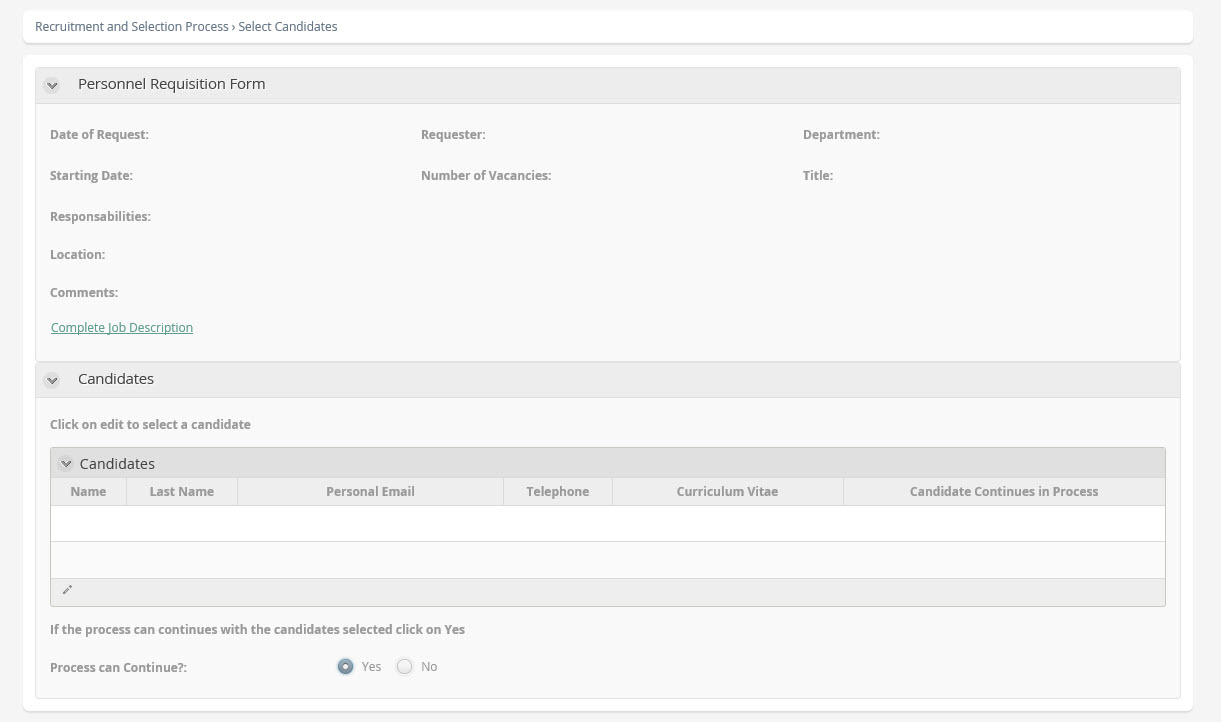 Recruitment and Selection Process › Select Candidates
Personnel Requisition Form
Date of Request: Requester: Department:
Starting Date: Number of Vacancies: Title:
Responsabilities:
Location:
Comments:
Complete Job Description
Candidates
Click on edit to select a candidate
Candidates
Name Last Name Personal Email Telephone Curriculum Vitae Candidate Continues in Process
If the process can continues with the candidates selected click on Yes
Process can Continue?: Yes No